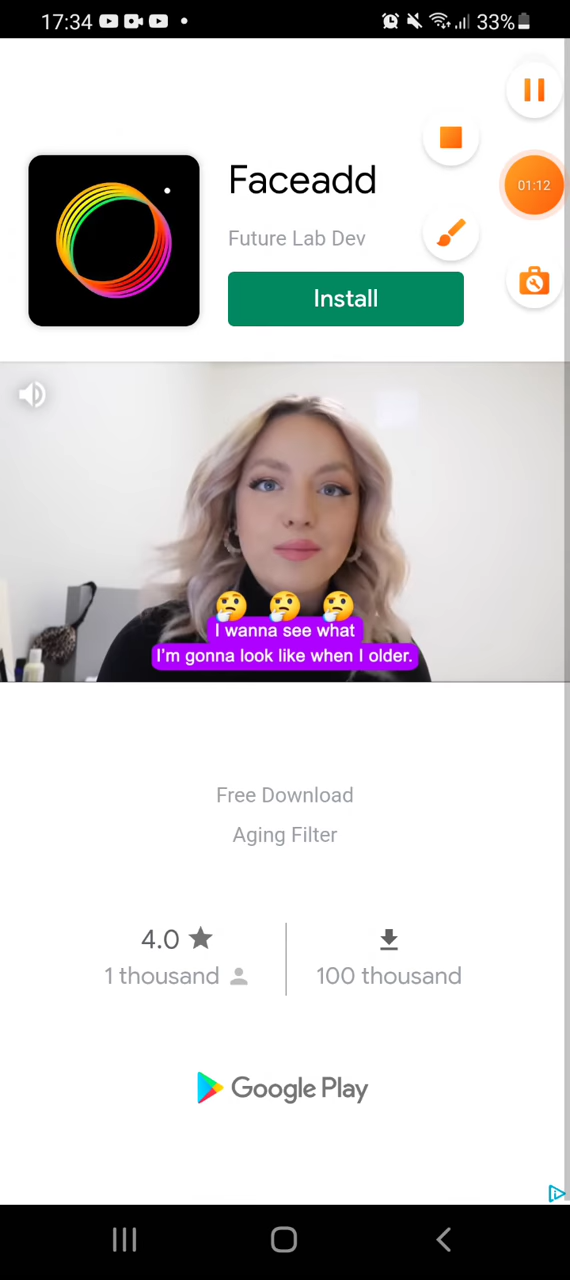 17:34
33%
Faceadd
01:12
Future Lab Dev
Install
I wanna see what
I'm gonna look like when I older.
Free Download
Aging Filter
4.0
1 thousand
100 thousand
Google Play